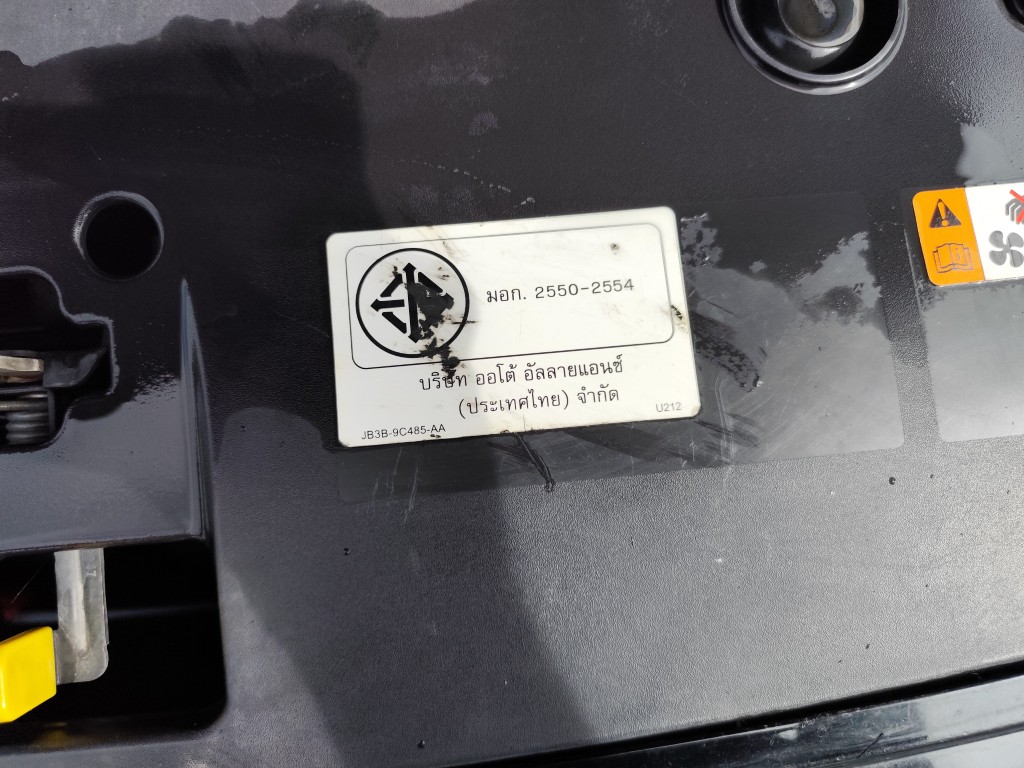 มอก. 2550-2554
บริษัท ออโต้ อัลลายแอนซ์
(ประเทศไทย) จำกัด
JB3B-9C485-AA
U212